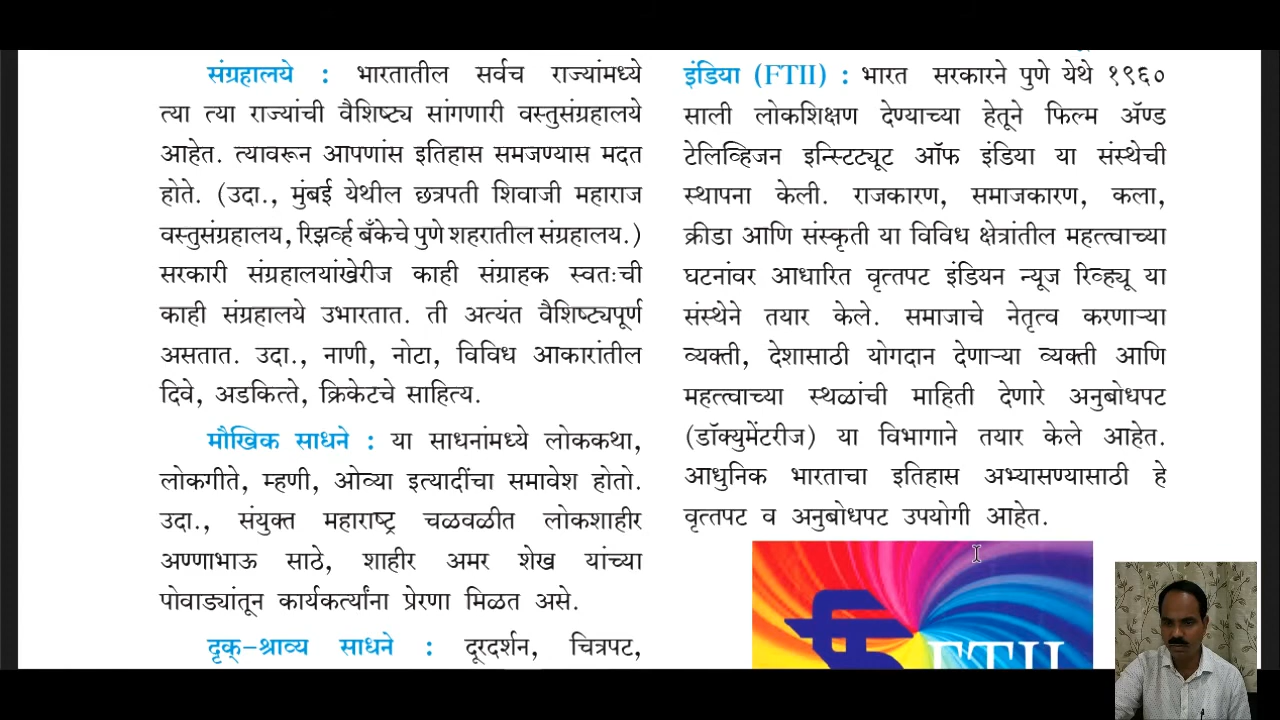 संग्रहालये : भारतातील सर्वच राज्यांमध्ये
त्या त्या राज्यांची वैशिष्ट्य सांगणारी वस्तुसंग्रहालये
आहेत. त्यावरून आपणांस इतिहास समजण्यास मदत
होते. (उदा., मुंबई येथील छत्रपती शिवाजी महाराज
वस्तुसंग्रहालय, रिझर्व्ह बँकेचे पुणे शहरातील संग्रहालय.)
सरकारी संग्रहालयांखेरीज काही संग्राहक स्वतःची
काही संग्रहालये उभारतात. ती अत्यंत वैशिष्ट्यपूर्ण
असतात. उदा., नाणी, नोटा, विविध आकारांतील
दिवे, अडकित्ते, क्रिकेटचे साहित्य.
मौखिक साधने : या साधनांमध्ये लोककथा,
लोकगीते, म्हणी, ओव्या इत्यादींचा समावेश होतो.
उदा., संयुक्त महाराष्ट्र चळवळीत लोकशाहीर
अण्णाभाऊ साठे, शाहीर अमर शेख यांच्या
पोवाड्यांतून कार्यकर्त्यांना प्रेरणा मिळत असे.
दृक्-श्राव्य साधने : दूरदर्शन, चित्रपट,
इंडिया (FTII) : भारत सरकारने पुणे येथे १९६०
साली लोकशिक्षण देण्याच्या हेतूने फिल्म ॲण्ड
टेलिव्हिजन इन्स्टिट्यूट ऑफ इंडिया या संस्थेची
स्थापना केली. राजकारण, समाजकारण, कला,
क्रीडा आणि संस्कृती या विविध क्षेत्रांतील महत्त्वाच्या
घटनांवर आधारित वृत्तपट इंडियन न्यूज रिव्ह्यू या
संस्थेने तयार केले. समाजाचे नेतृत्व करणाऱ्या
व्यक्ती, देशासाठी योगदान देणाऱ्या व्यक्ती आणि
महत्त्वाच्या स्थळांची माहिती देणारे अनुबोधपट
(डॉक्युमेंटरीज) या विभागाने तयार केले आहेत.
आधुनिक भारताचा इतिहास अभ्यासण्यासाठी हे
वृत्तपट व अनुबोधपट उपयोगी आहेत.
FTII